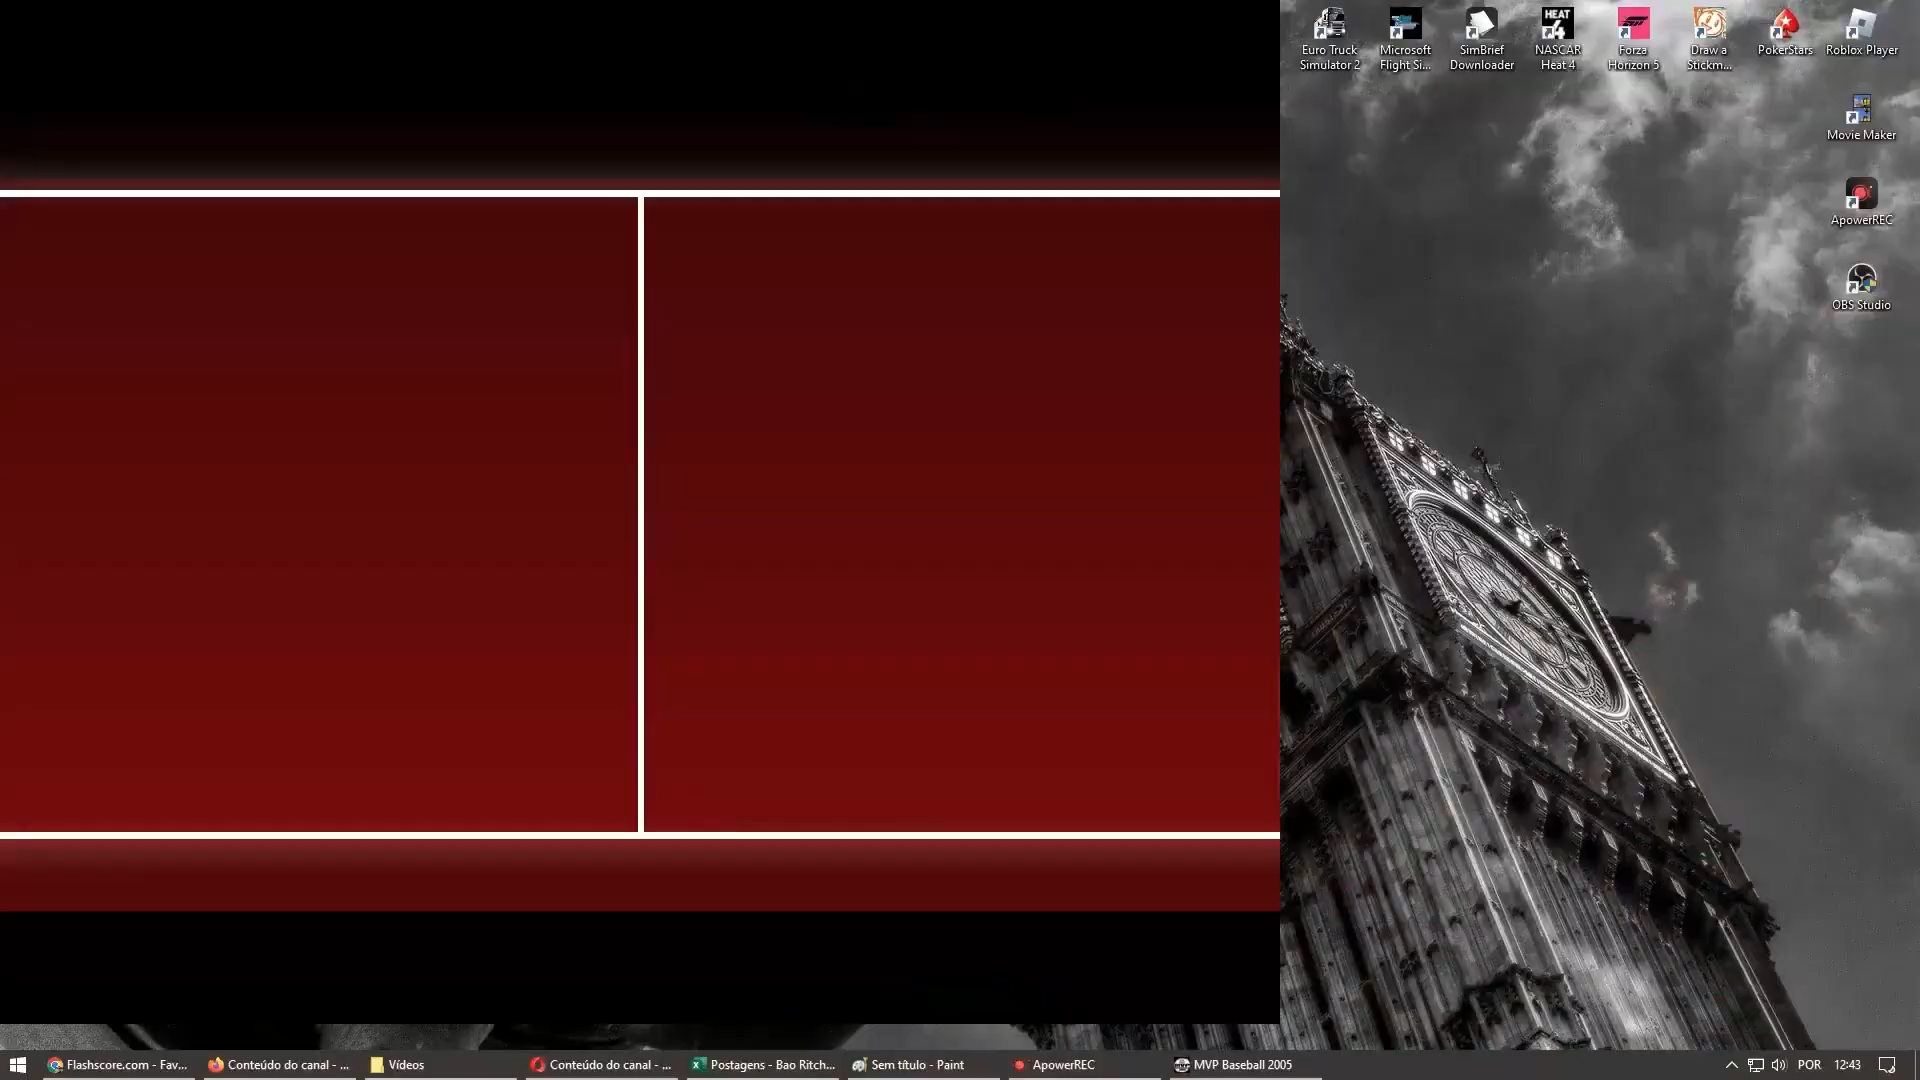 Euro Truck
Simulator 2
Microsoft
Flight Si...
SimBrief
Downloader
HEAT
4
NASCAR
Heat 4
Forza
Horizon 5
Draw a
Stickm...
PokerStars
Roblox Player
Movie Maker
ApowerREC
OBS Studio
Flashscore.com - Fav...
Conteúdo do canal - ...
Vídeos
Conteúdo do canal - ...
Postagens - Bao Ritch...
Sem título - Paint
ApowerREC
MVP Baseball 2005
POR
12:43